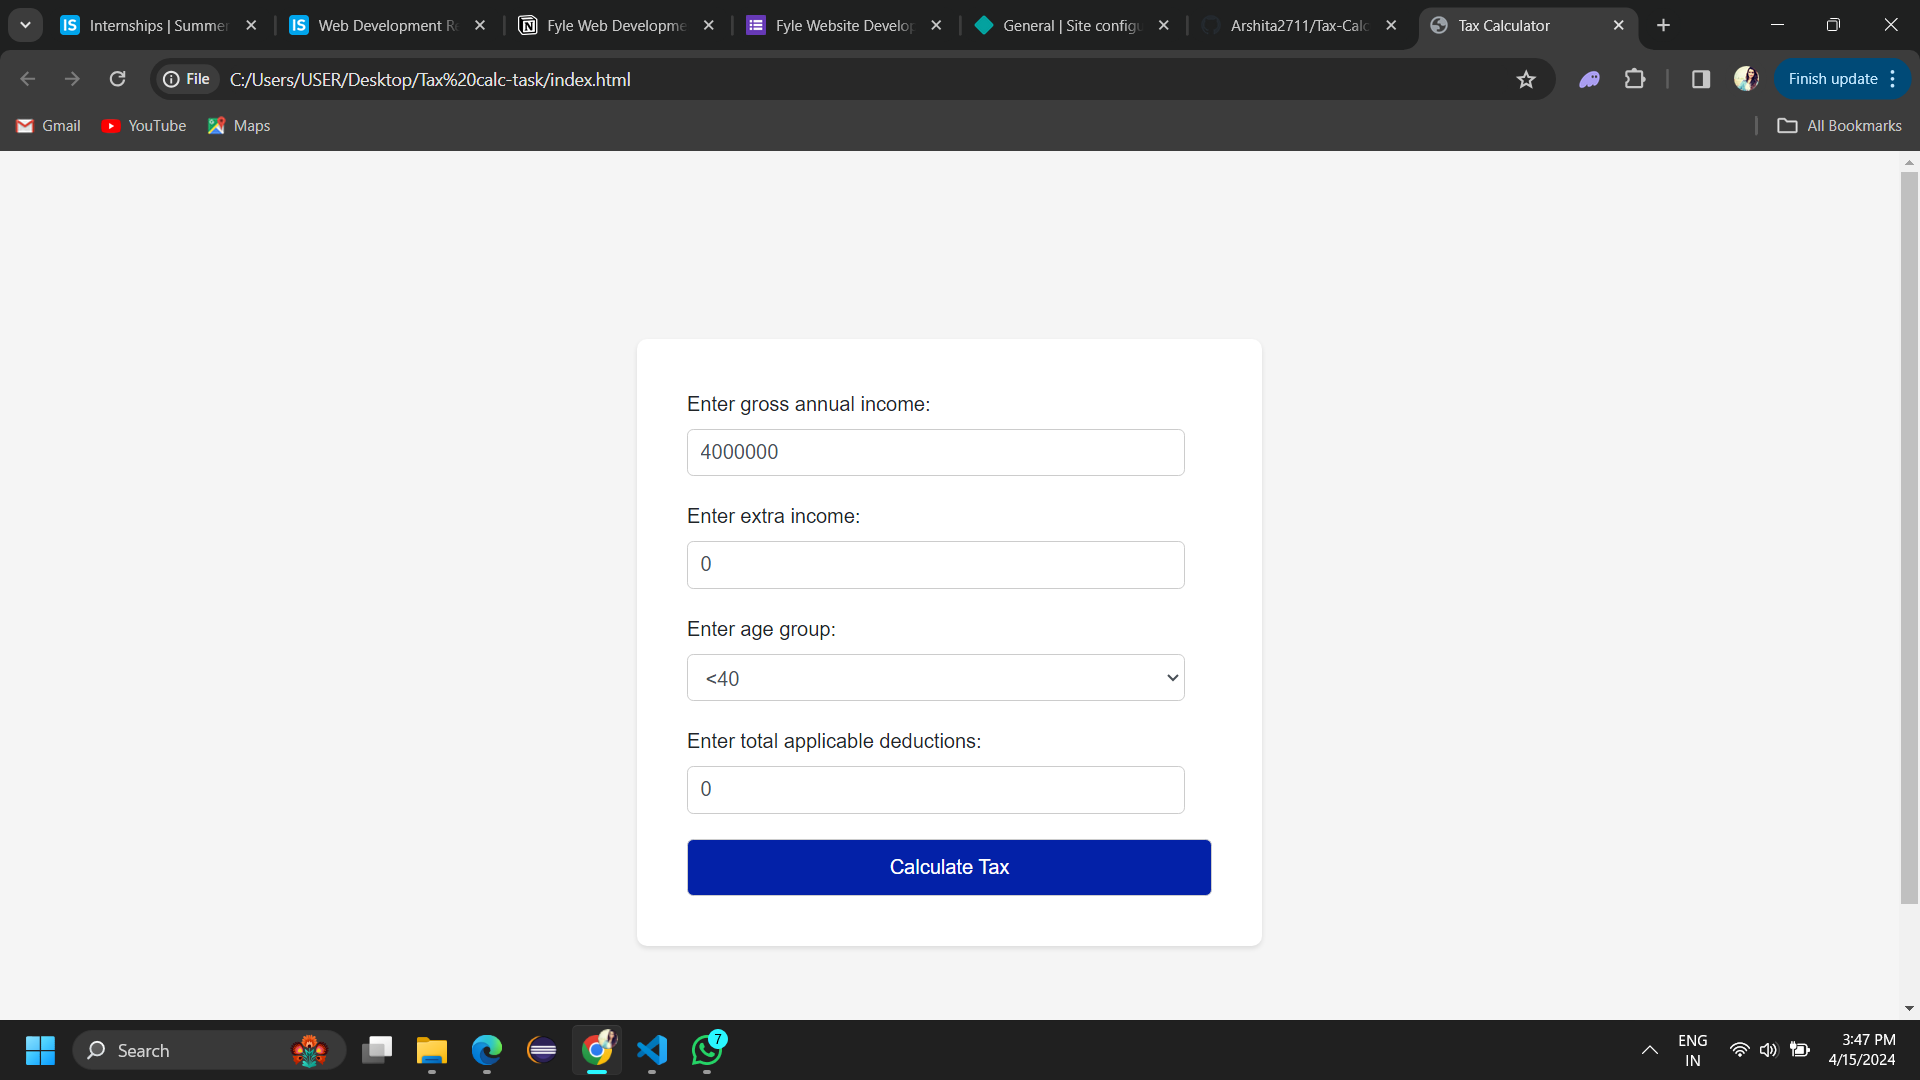 IS Internships | Summer
IS Web Development Re
Fyle Web Developme
Fyle Website Develop
General | Site configu
Arshita2711/Tax-Calc
Tax Calculator
File
C:/Users/USER/Desktop/Tax%20calc-task/index.html
Finish update
Gmail
YouTube
Maps
All Bookmarks
Enter gross annual income:
4000000
Enter extra income:
0
Enter age group:
<40
Enter total applicable deductions:
0
Calculate Tax
Search
7
ENG
IN
3:47 PM
4/15/2024